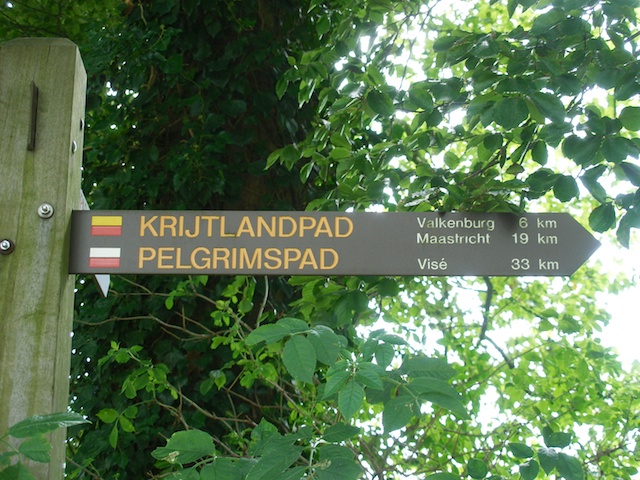 KRIJTLANDPAD
PELGRIMSPAD
Valkenburg 6 km
Maastricht 19 km
Visé 33 km